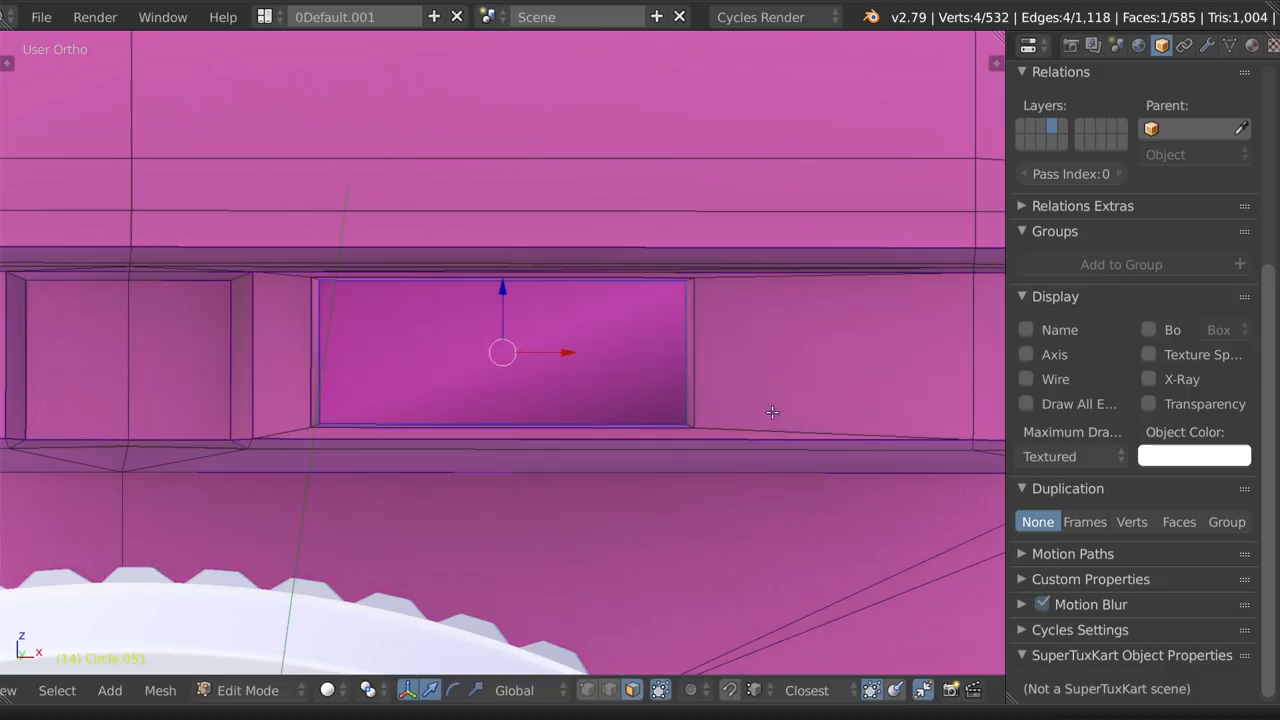 File Render Window Help 0Default.001 Scene Cycles Render v2.79 | Verts:4/532 | Edges:4/1,118 | Faces:1/585 | Tris:1,004 |
User Ortho
Relations
Layers: Parent:
Object
Pass Index:0
Relations Extras
Groups
Add to Group
Display
Name Bo Box
Axis Texture Sp...
Wire X-Ray
Draw All E... Transparency
Maximum Dra... Object Color:
Textured
Duplication
None Frames Verts Faces Group
Motion Paths
Custom Properties
Motion Blur
Cycles Settings
SuperTuxKart Object Properties
(Not a SuperTuxKart scene)
z
y x
(14) Circle.051
ew Select Add Mesh Edit Mode Global Closest